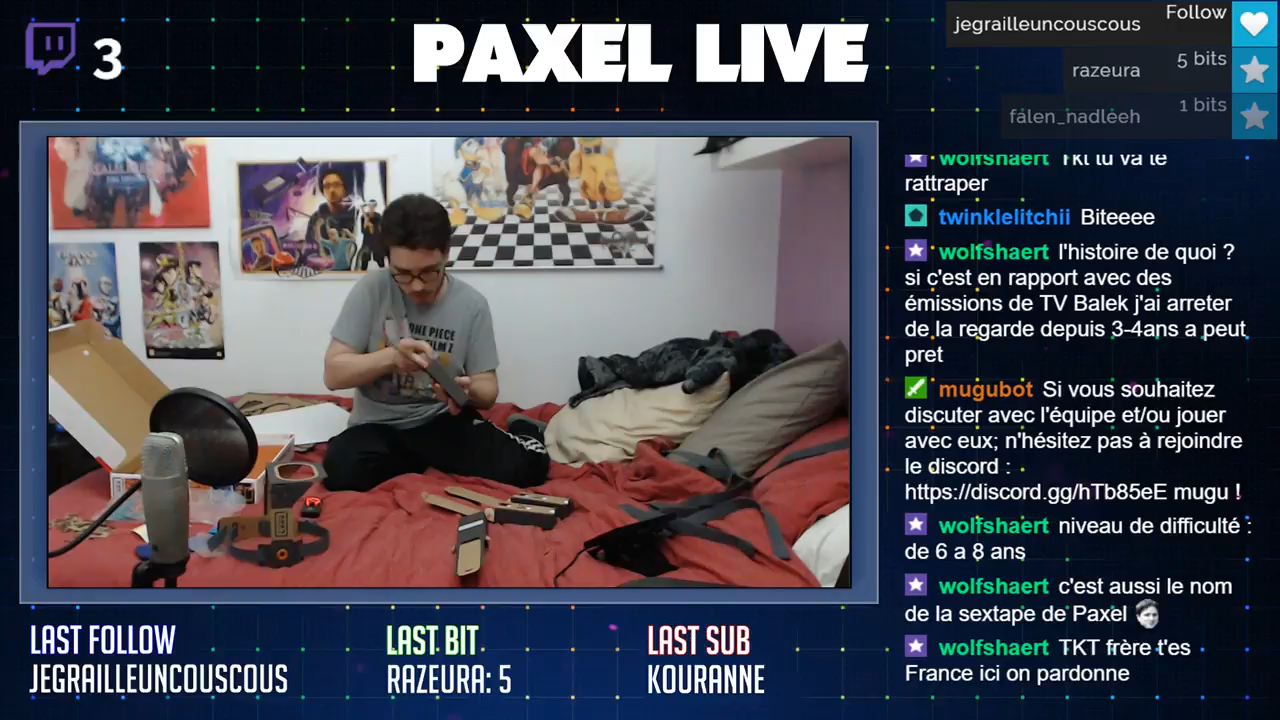 3
PAXEL LIVE
jegrailleuncouscous
Follow
razeura
5 bits
fálen_nadléeh
1 bits
wolfshaert Tkt tu va te
rattraper
twinklelitchii Biteeee
wolfshaert l'histoire de quoi ?
si c'est en rapport avec des
émissions de TV Balek j'ai arreter
de la regarde depuis 3-4ans a peut
pret
mugubot Si vous souhaitez
discuter avec l'équipe et/ou jouer
avec eux; n'hésitez pas à rejoindre
le discord :
https://discord.gg/hTb85eE mugu !
wolfshaert niveau de difficulté :
de 6 a 8 ans
wolfshaert c'est aussi le nom
de la sextape de Paxel
wolfshaert TKT frère t'es
France ici on pardonne
ONE PIECE
FILM Z
LAST FOLLOW
JEGRAILLEUNCOUSCOUS
LAST BIT
RAZEURA: 5
LAST SUB
KOURANNE